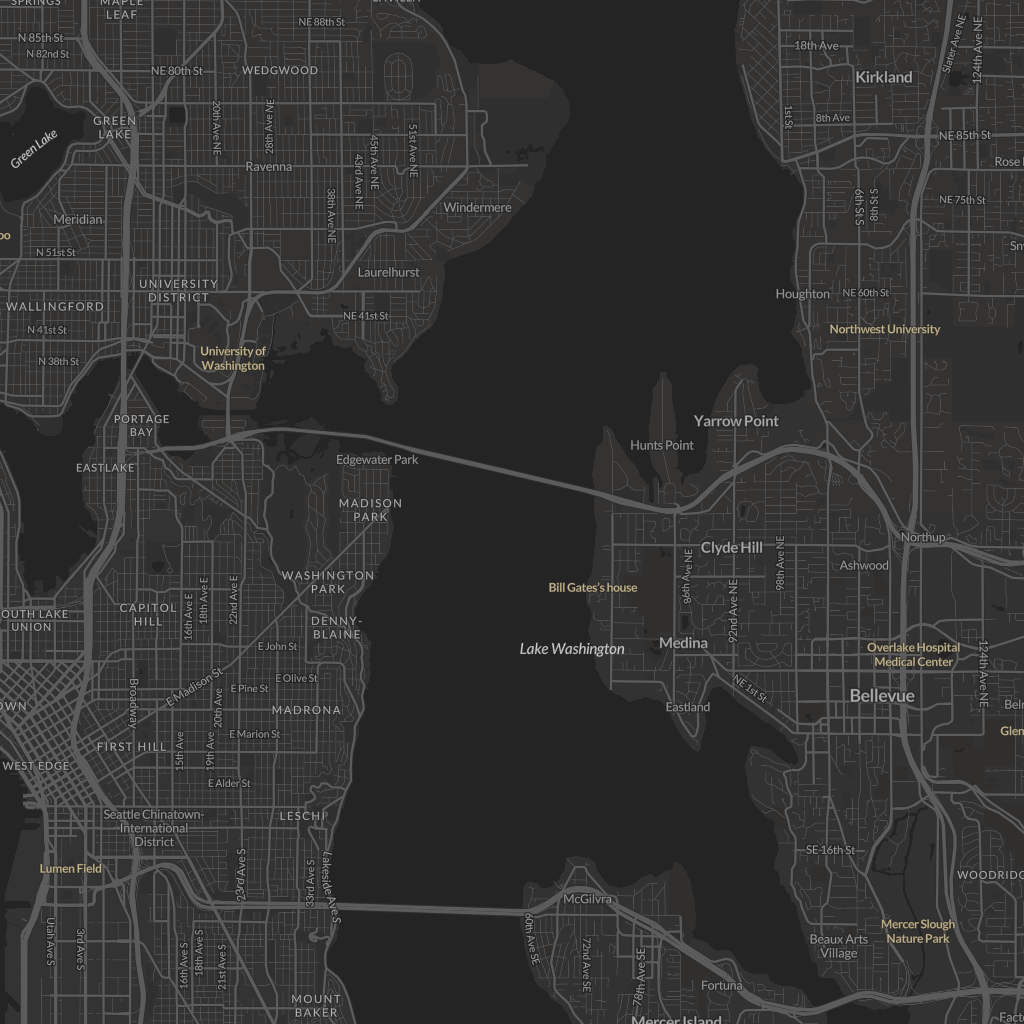 MAPLE
LEAF
NE 88th St
N 85th St
N 82nd St
NE 80th St
WEDGWOOD
18th Ave
Kirkland
Slater Ave NE
124th Ave NE
20th Ave NE
28th Ave NE
GREEN
LAKE
Green Lake
51st Ave NE
45th Ave NE
43rd Ave NE
1st St
8th Ave
NE 85th St
Ravenna
38th Ave NE
Windermere
6th St S
8th St S
NE 75th St
Meridian
N 51st St
Laurelhurst
UNIVERSITY
DISTRICT
WALLINGFORD
NE 41st St
N 41st St
N 38th St
University of
Washington
Houghton
NE 60th St
Northwest University
PORTAGE
BAY
Yarrow Point
Hunts Point
EASTLAKE
Edgewater Park
MADISON
PARK
Clyde Hill
Northup
Ashwood
86th Ave NE
98th Ave NE
92nd Ave NE
WASHINGTON
PARK
Bill Gates's house
CAPITOL
HILL
16th Ave E
18th Ave E
22nd Ave E
UNION
DENNY-
BLAINE
E John St
Lake Washington
Medina
Overlake Hospital
Medical Center
124th Ave NE
E Madison St
E Pine St
E Olive St
Broadway
20th Ave
MADRONA
NE 1st St
Bellevue
Eastland
E Marion St
FIRST HILL
15th Ave
19th Ave
WEST EDGE
E Alder St
Seattle Chinatown-
International
District
LESCHI
Lumen Field
23rd Ave S
33rd Ave S
Lakeside Ave S
SE 16th St
McGilvra
60th Ave SE
72nd Ave SE
78th Ave SE
Utah Ave S
3rd Ave S
16th Ave S
18th Ave S
21st Ave S
Mercer Slough
Nature Park
Beaux Arts
Village
Fortuna
MOUNT
BAKER
Mercer Island